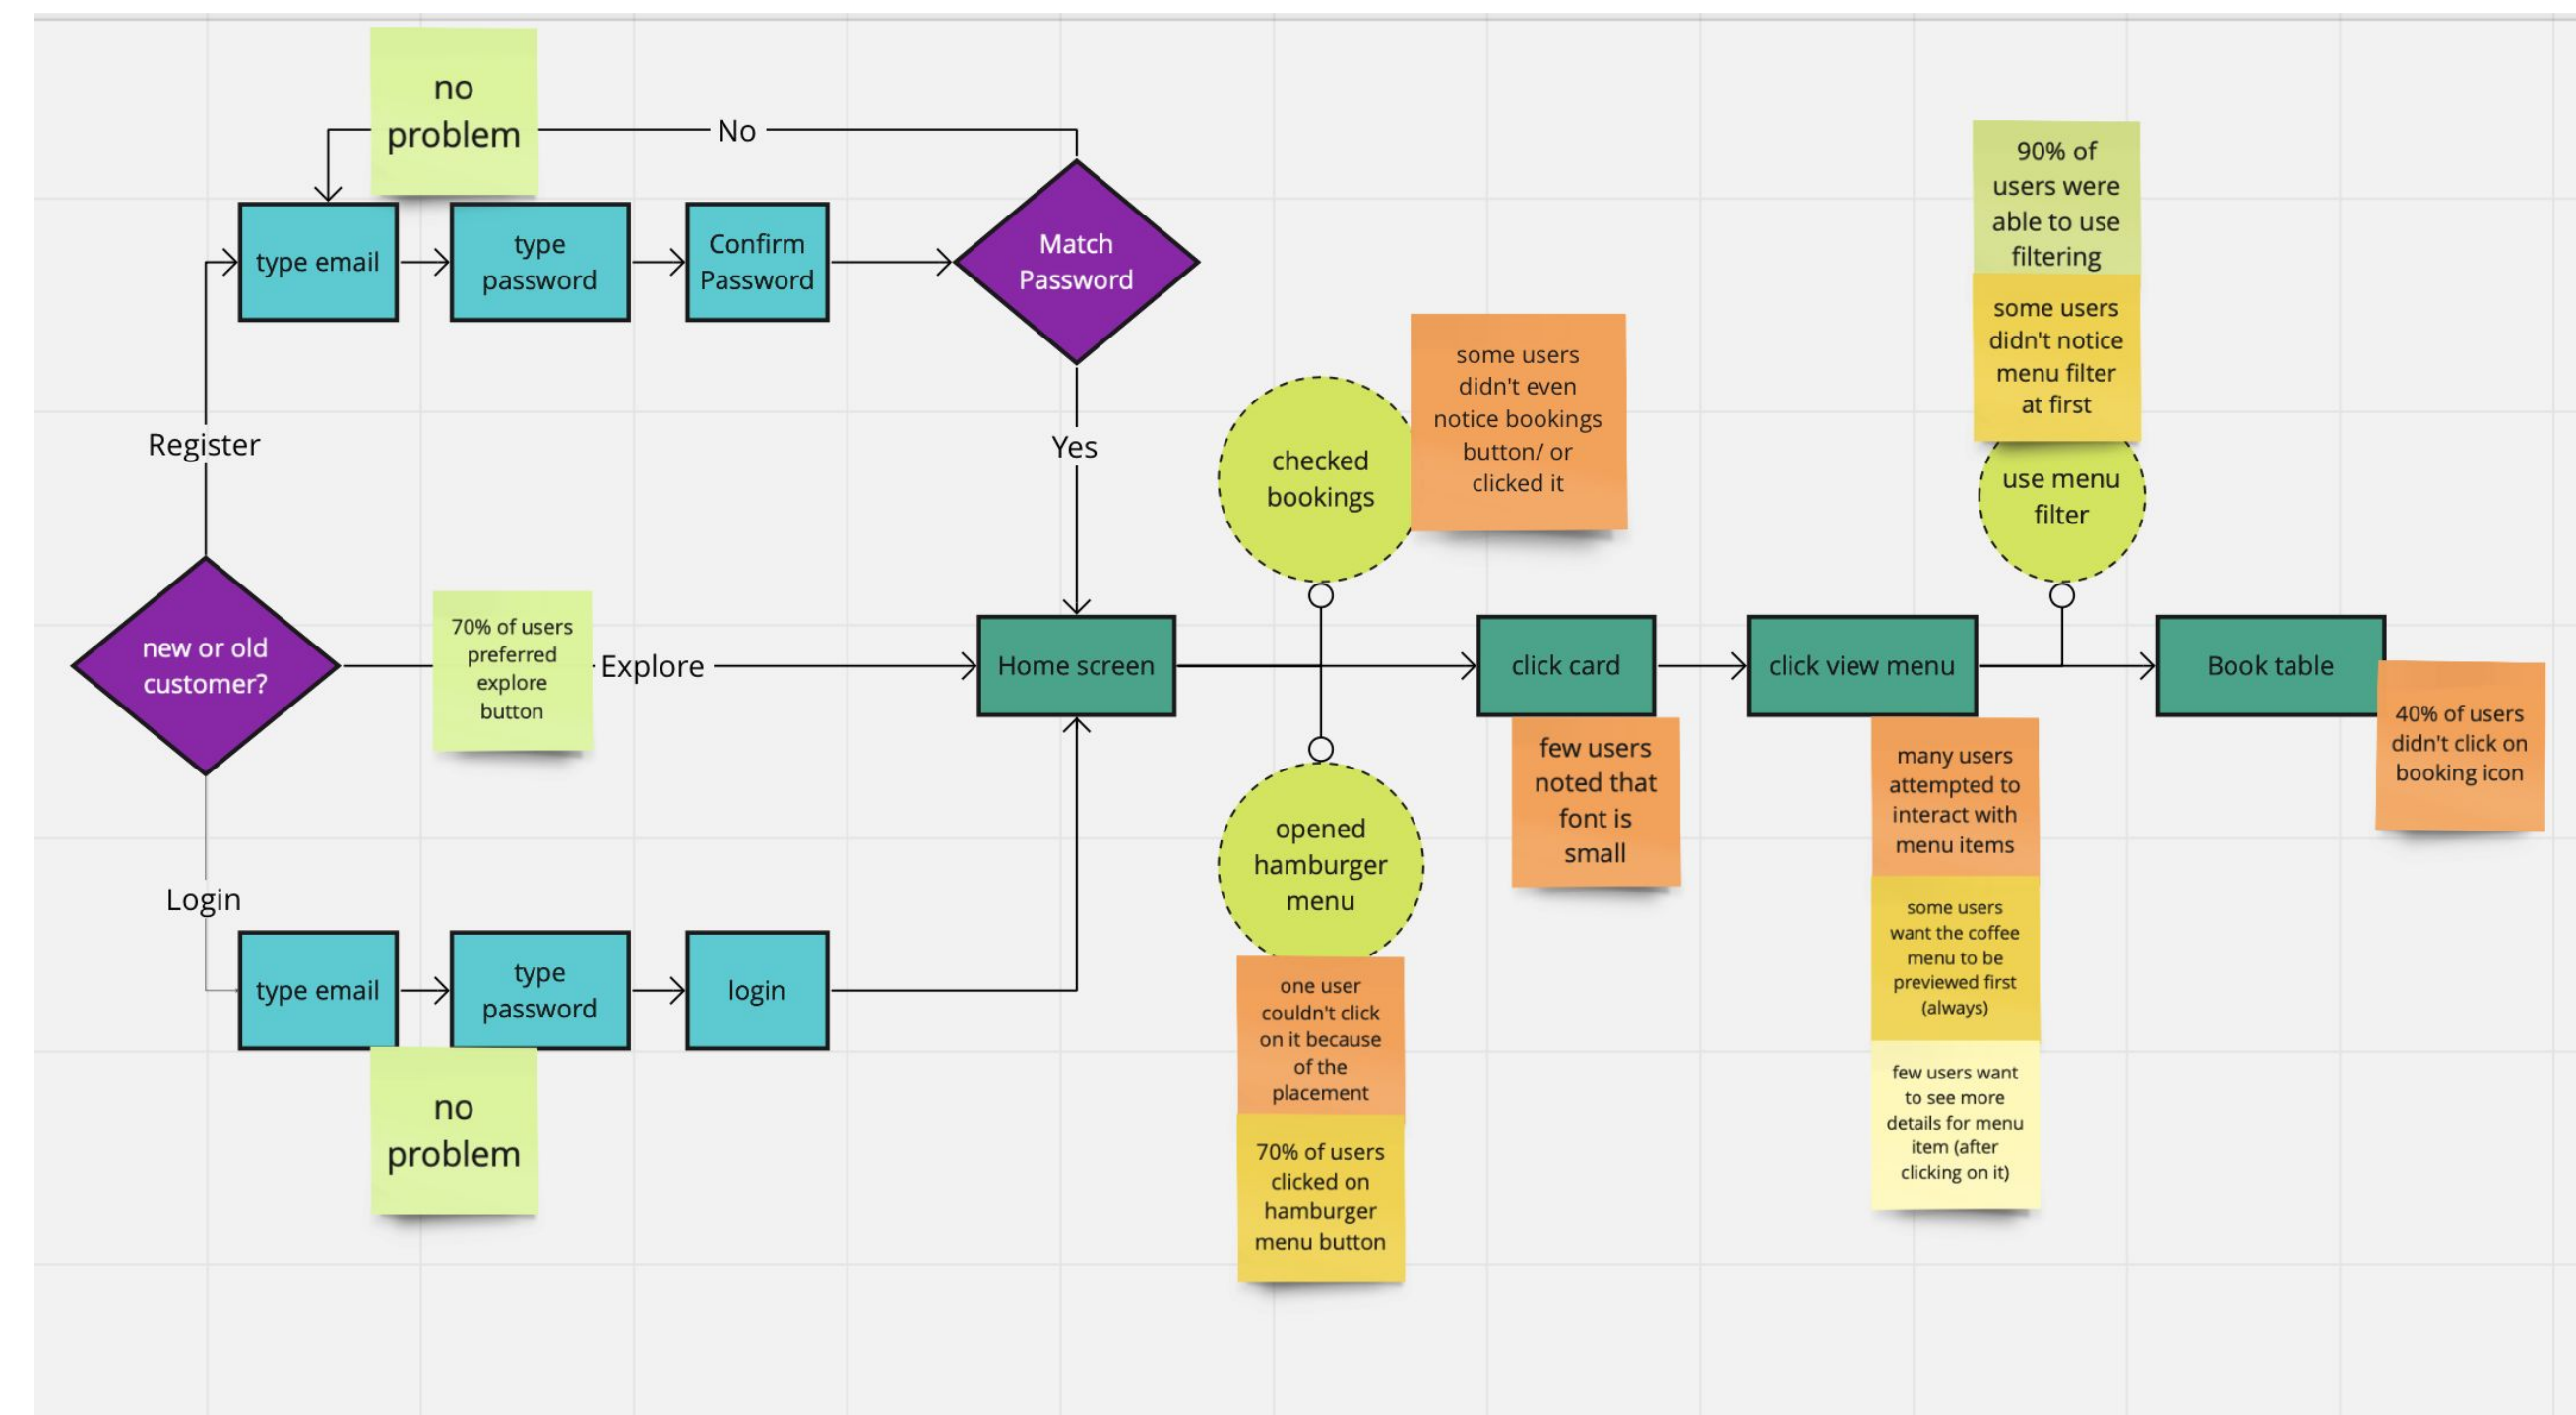 no
problem
No
type email
type
password
Confirm
Password
Match
Password
90% of
users were
able to use
filtering
some users
didn't notice
menu filter
at first
use menu
filter
Register
Yes
checked
bookings
some users
didn't even
notice bookings
button/ or
clicked it
new or old
customer?
70% of users
preferred
explore
button
Explore
Home screen
click card
click view menu
Book table
40% of users
didn't click on
booking icon
few users
noted that
font is
small
many users
attempted to
interact with
menu items
some users
want the coffee
menu to be
previewed first
(always)
few users want
to see more
details for menu
item (after
clicking on it)
opened
hamburger
menu
one user
couldn't click
on it because
of the
placement
70% of users
clicked on
hamburger
menu button
Login
type email
type
password
login
no
problem